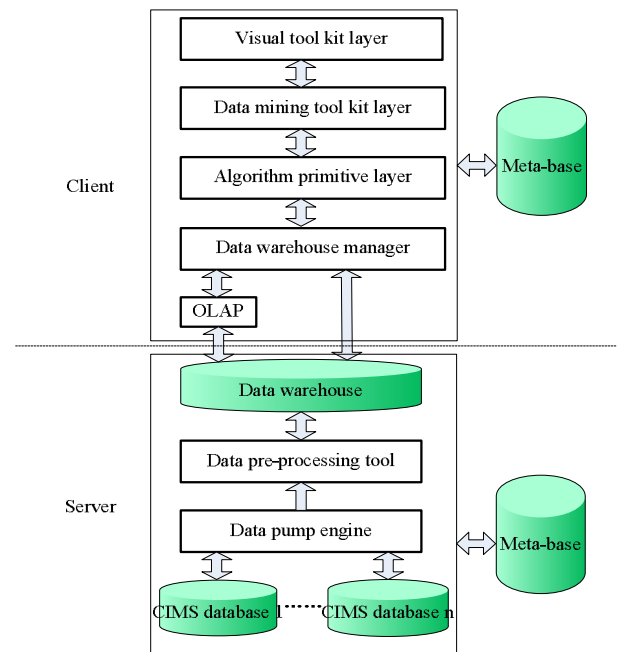 Visual tool kit layer
Data mining tool kit layer
Meta-base
Client
Algorithm primitive layer
Data warehouse manager
OLAP
Data warehouse
Data pre-processing tool
Server
Data pump engine
Meta-base
CIMS database 1
CIMS database n